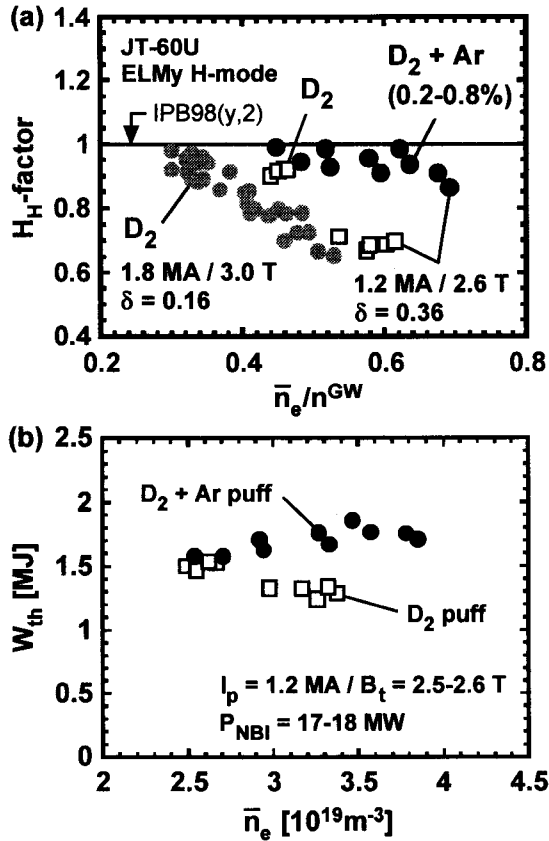 (a)
1.4
1.2
1
0.8
0.6
0.4
H_H-factor
JT-60U
ELMy H-mode
IPB98(y,2)
D₂
D₂ + Ar
(0.2-0.8%)
D₂
1.8 MA / 3.0 T
δ = 0.16
1.2 MA / 2.6 T
δ = 0.36
0.2 0.4 0.6 0.8
n̄ₑ/n^GW
(b)
2.5
2
1.5
1
0.5
0
W_th [MJ]
D₂ + Ar puff
D₂ puff
I_p = 1.2 MA / B_t = 2.5-2.6 T
P_NBI = 17-18 MW
2 2.5 3 3.5 4 4.5
n̄ₑ [10¹⁹m⁻³]